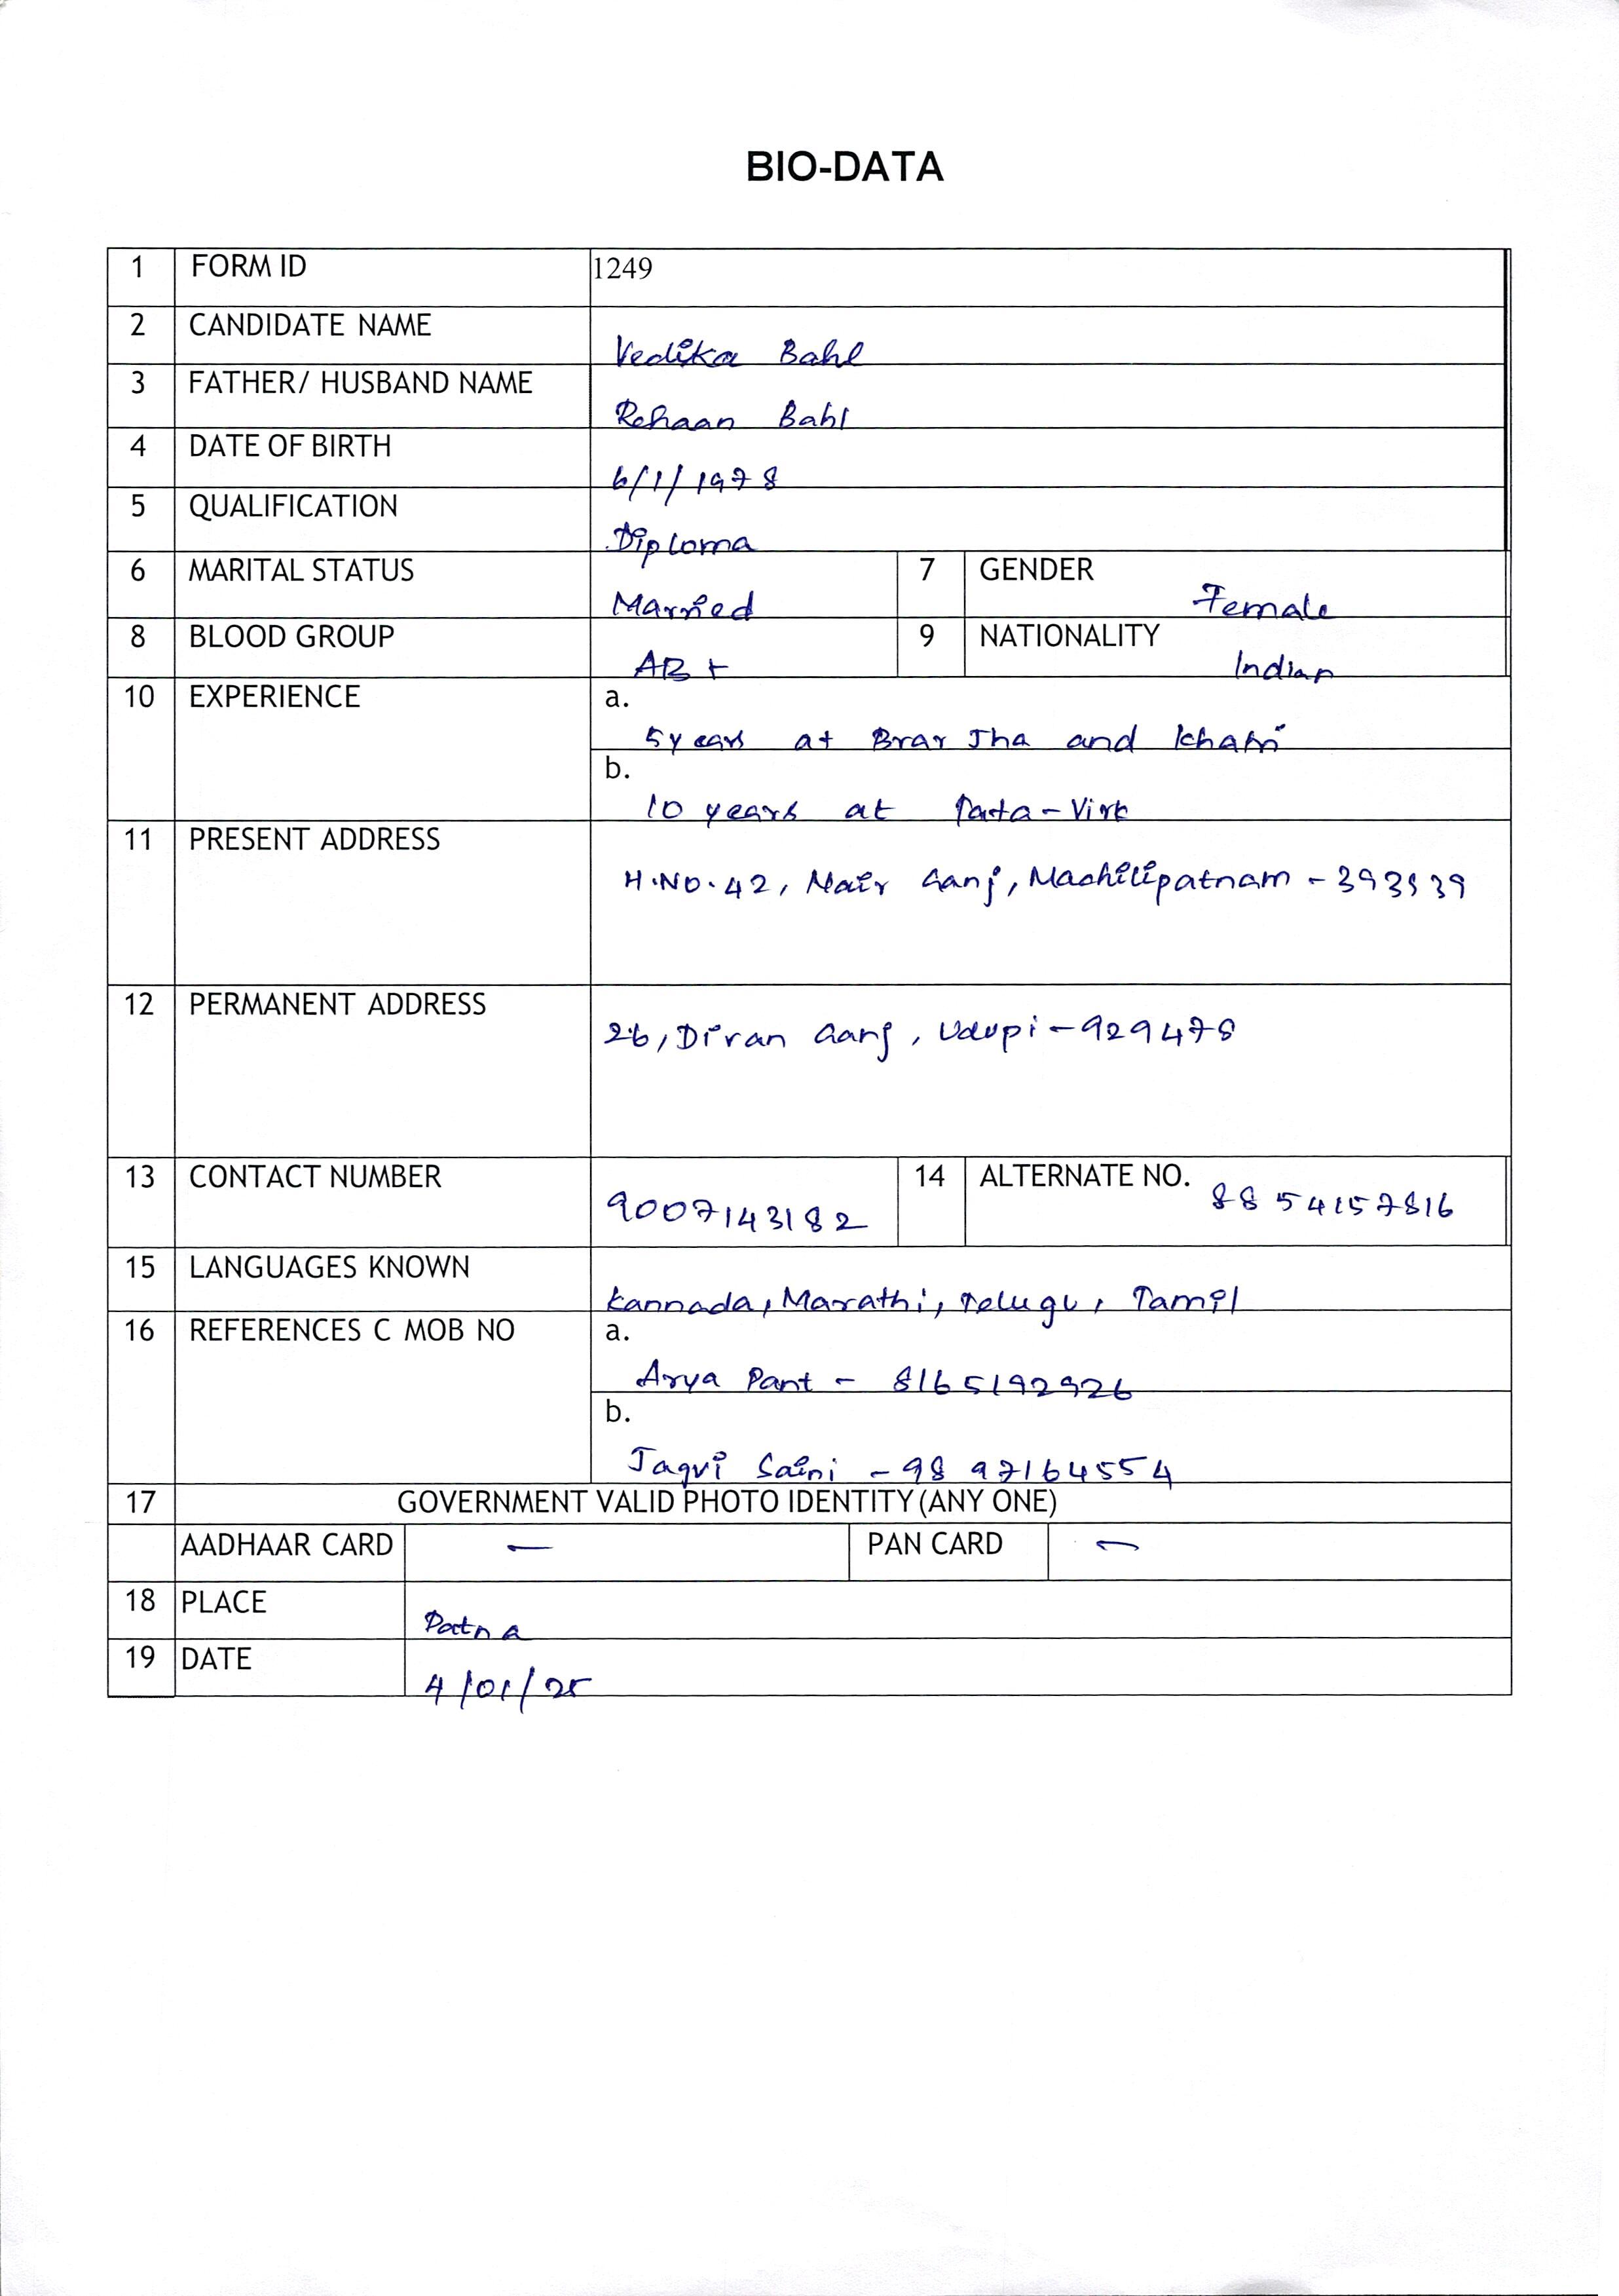 BIO-DATA
1 FORM ID 1249
2 CANDIDATE NAME Vedika Bahl
3 FATHER/ HUSBAND NAME Rehaan Bahl
4 DATE OF BIRTH 6/1/1978
5 QUALIFICATION Diploma
6 MARITAL STATUS Married 7 GENDER Female
8 BLOOD GROUP AB+ 9 NATIONALITY Indian
10 EXPERIENCE a. 5 years at Brar Jha and Khatri
b. 10 years at Tata-Virk
11 PRESENT ADDRESS H.NO.42, Nair Ganj, Machilipatnam - 393939
12 PERMANENT ADDRESS 26, Divan Ganj, Udupi-929478
13 CONTACT NUMBER 9007143182 14 ALTERNATE NO. 8854157816
15 LANGUAGES KNOWN Kannada, Marathi, Telugu, Tamil
16 REFERENCES C MOB NO a. Arya Pant - 8165192926
b. Jagvi Saini - 9897164554
17 GOVERNMENT VALID PHOTO IDENTITY (ANY ONE)
AADHAAR CARD - PAN CARD -
18 PLACE Patna
19 DATE 4/01/25